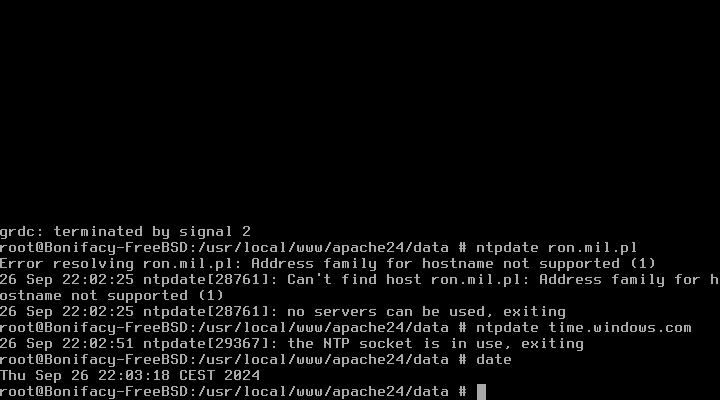 grdc: terminated by signal 2
root@Bonifacy-FreeBSD:/usr/local/www/apache24/data # ntpdate ron.mil.pl
Error resolving ron.mil.pl: Address family for hostname not supported (1)
26 Sep 22:02:25 ntpdate[28761]: Can't find host ron.mil.pl: Address family for h
ostname not supported (1)
26 Sep 22:02:25 ntpdate[28761]: no servers can be used, exiting
root@Bonifacy-FreeBSD:/usr/local/www/apache24/data # ntpdate time.windows.com
26 Sep 22:02:51 ntpdate[29367]: the NTP socket is in use, exiting
root@Bonifacy-FreeBSD:/usr/local/www/apache24/data # date
Thu Sep 26 22:03:18 CEST 2024
root@Bonifacy-FreeBSD:/usr/local/www/apache24/data #